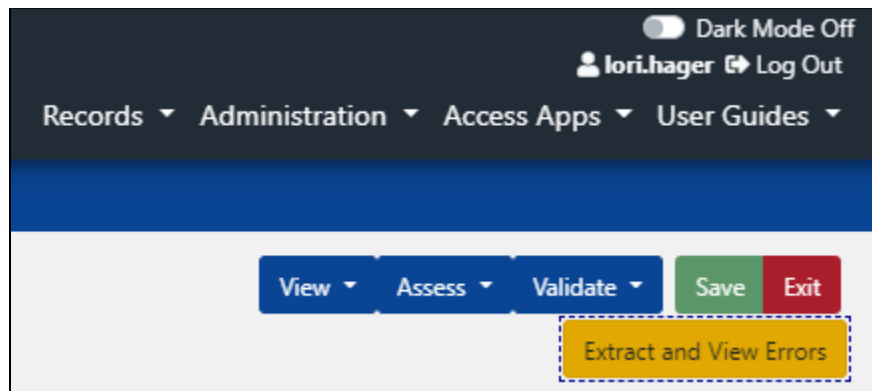 Dark Mode Off
lori.hager Log Out
Records Administration Access Apps User Guides
View Assess Validate Save Exit
Extract and View Errors